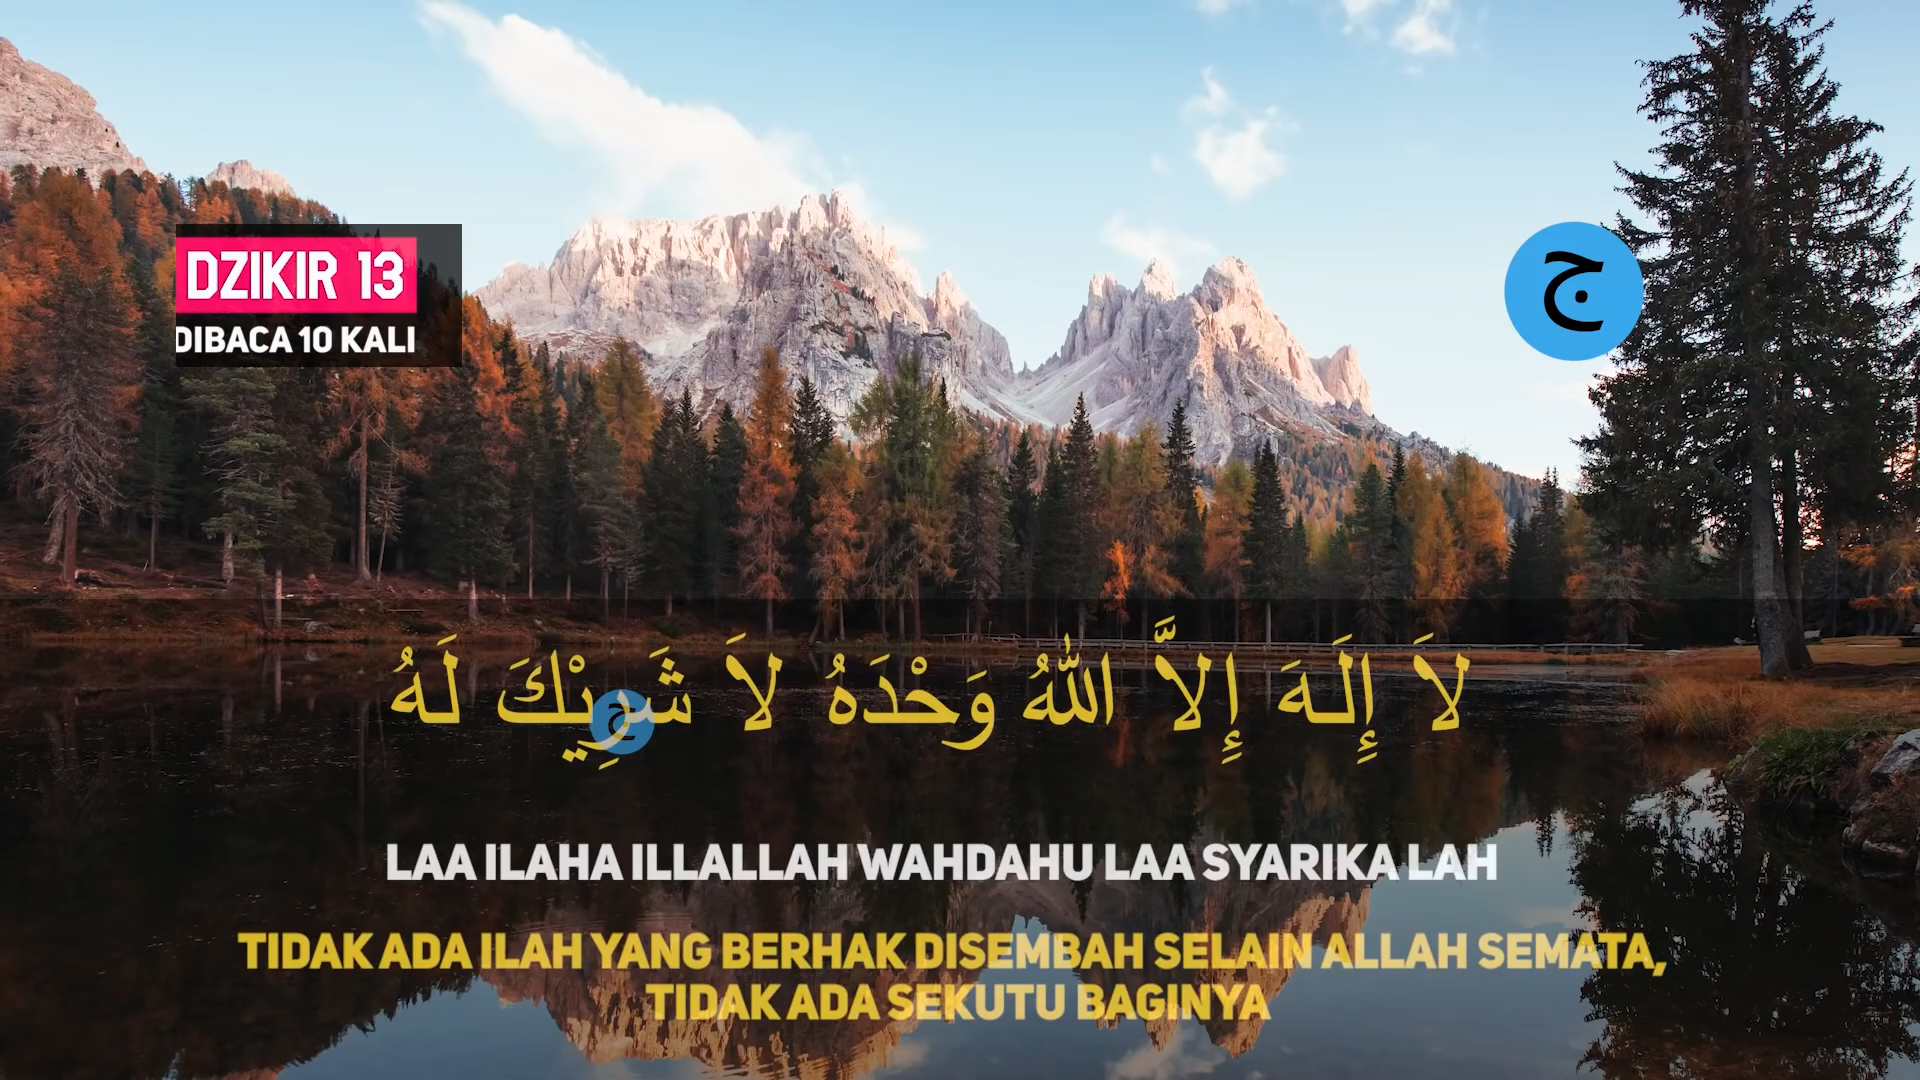 DZIKIR 13
DIBACA 10 KALI
ج
لاَ إِلَهَ إِلاَّ اللهُ وَحْدَهُ لاَ شَرِيْكَ لَهُ
ج
LAA ILAHA ILLALLAH WAHDAHU LAA SYARIKA LAH
TIDAK ADA ILAH YANG BERHAK DISEMBAH SELAIN ALLAH SEMATA,
TIDAK ADA SEKUTU BAGINYA